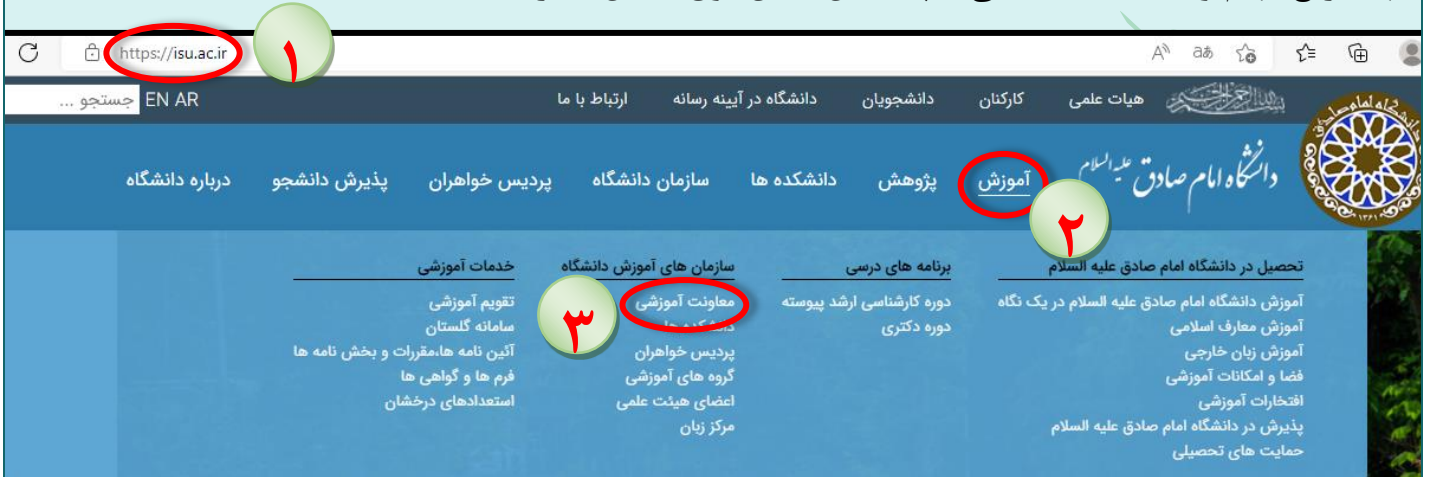 https://isu.ac.ir
۱
هیات علمی کارکنان دانشجویان دانشگاه در آیینه رسانه ارتباط با ما EN AR جستجو ...
دانشگاه امام صادق علیه السلام
آموزش پژوهش دانشکده ها سازمان دانشگاه پردیس خواهران پذیرش دانشجو درباره دانشگاه
۲
تحصیل در دانشگاه امام صادق علیه السلام
آموزش دانشگاه امام صادق علیه السلام در یک نگاه
آموزش معارف اسلامی
آموزش زبان خارجی
فضا و امکانات آموزشی
افتخارات آموزشی
پذیرش در دانشگاه امام صادق علیه السلام
حمایت های تحصیلی
برنامه های درسی
دوره کارشناسی ارشد پیوسته
دوره دکتری
سازمان های آموزش دانشگاه
معاونت آموزشی
۳
دانشکده ها
پردیس خواهران
گروه های آموزشی
اعضای هیئت علمی
مرکز زبان
خدمات آموزشی
تقویم آموزشی
سامانه گلستان
آئین نامه ها،مقررات و بخش نامه ها
فرم ها و گواهی ها
استعدادهای درخشان